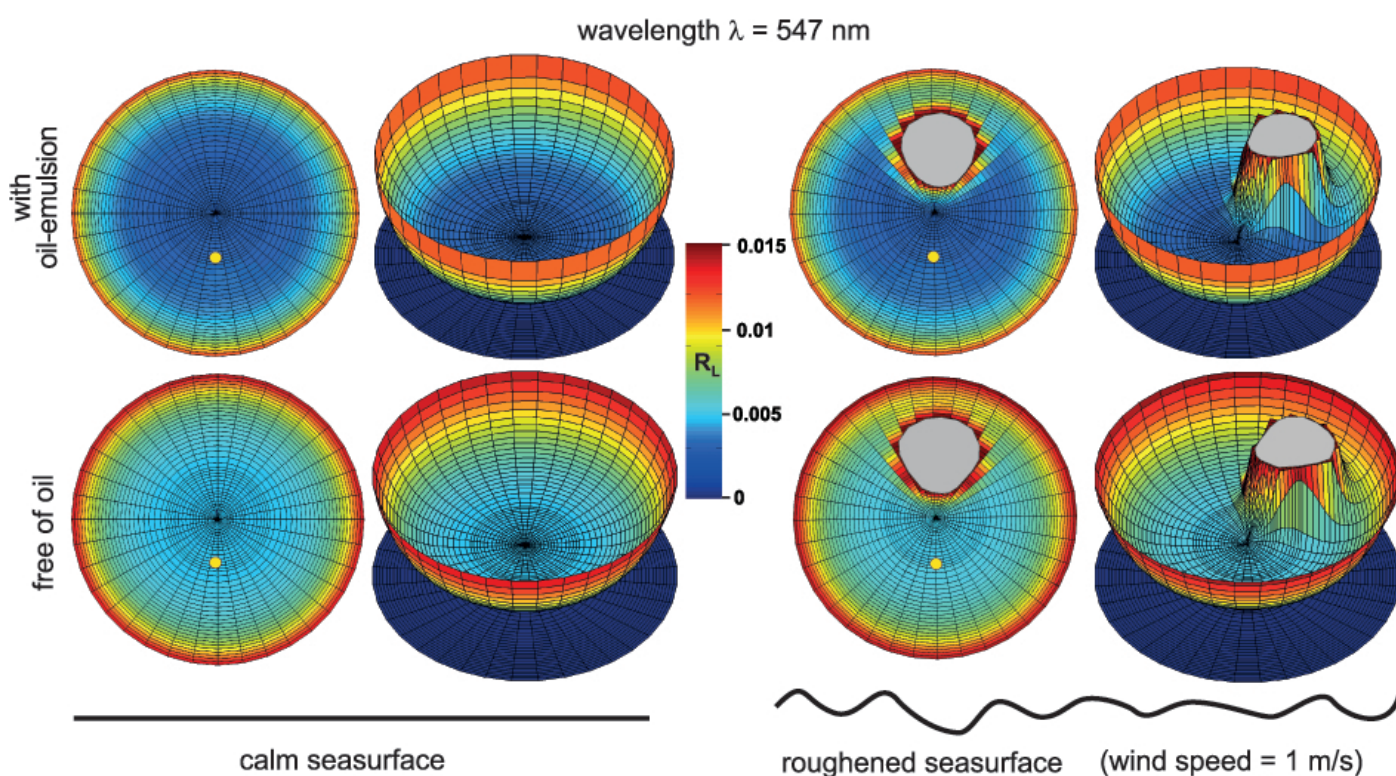 wavelength λ = 547 nm
with
oil-emulsion
free of oil
0.015
0.01
R_L
0.005
0
calm seasurface
roughened seasurface (wind speed = 1 m/s)